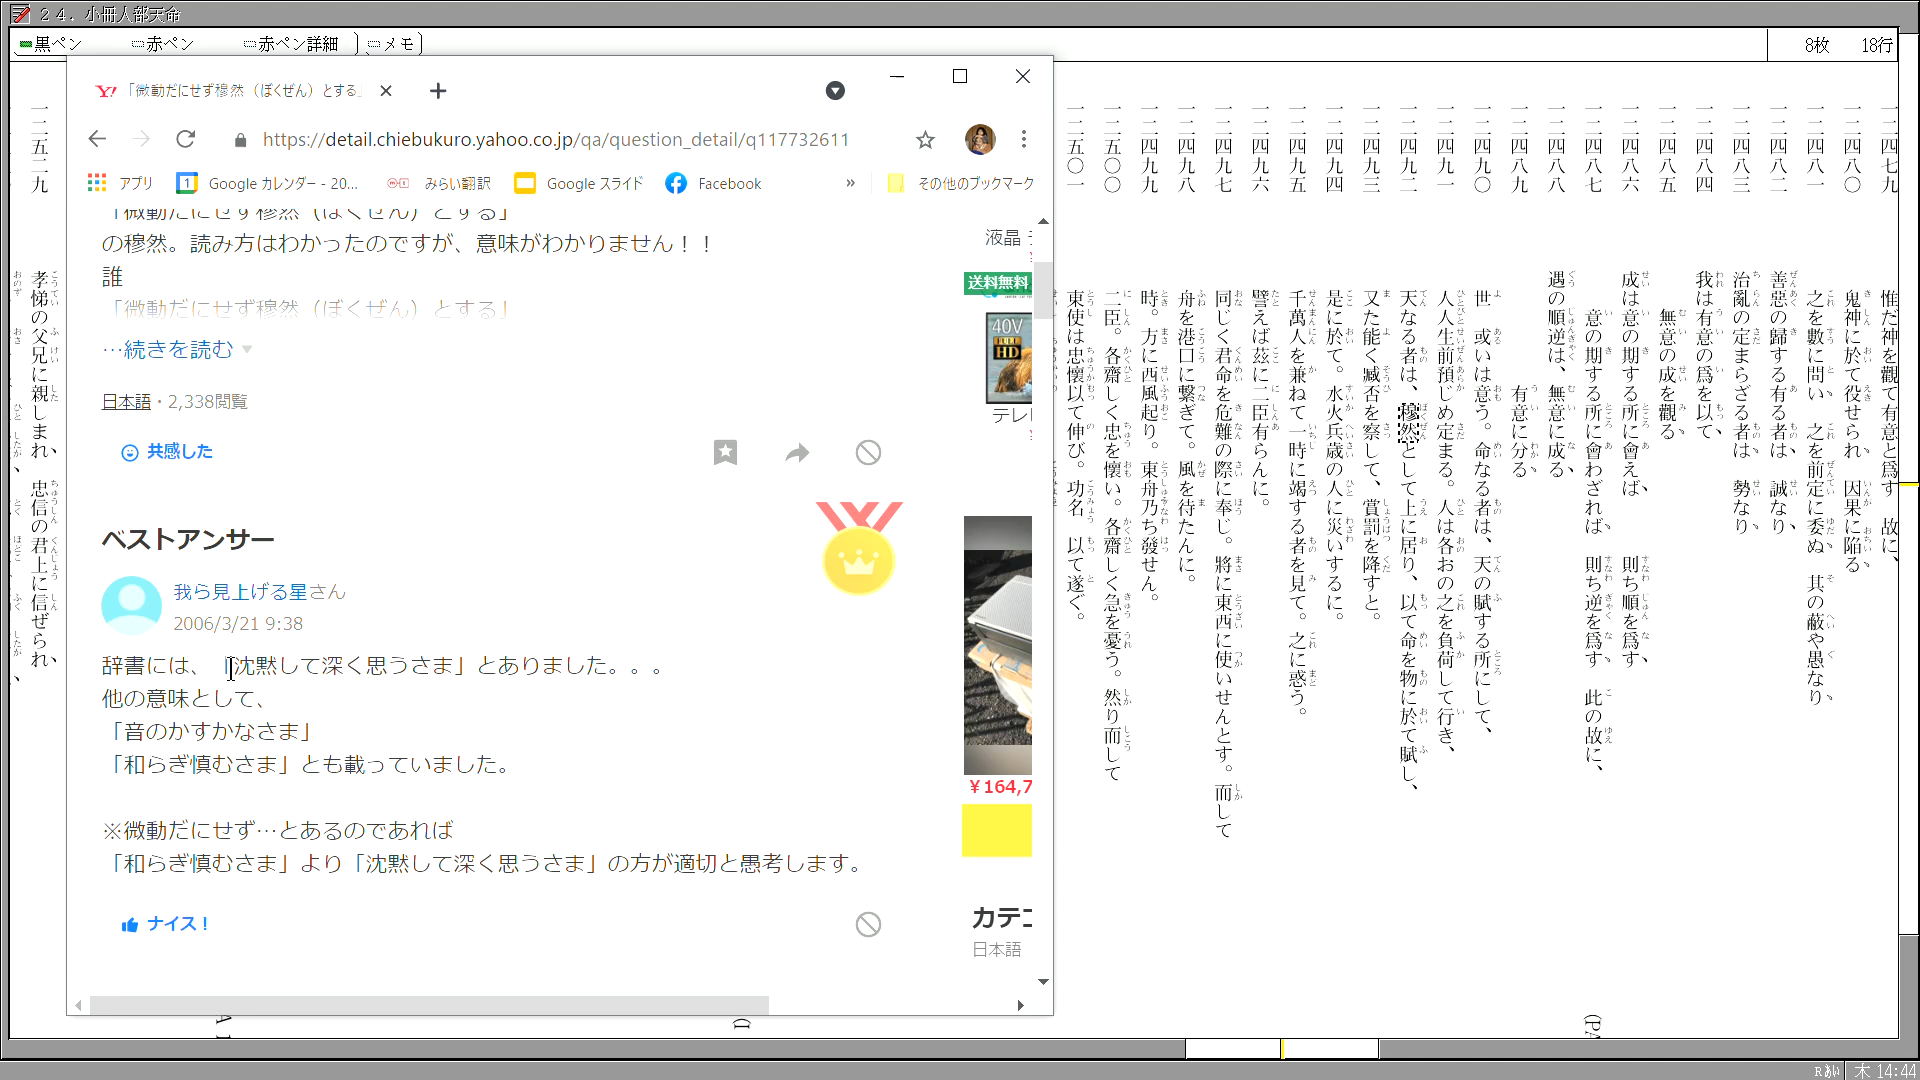 ２４．小冊人部天命
黒ペン 赤ペン 赤ペン詳細 メモ 8枚 18行
「微動だにせず穆然（ぼくぜん）とする」
https://detail.chiebukuro.yahoo.co.jp/qa/question_detail/q117732611
アプリ Google カレンダー - 20... みらい翻訳 Google スライド Facebook » その他のブックマーク
「微動だにせず穆然（ぼくぜん）とする」
の穆然。読み方はわかったのですが、意味がわかりません！！
誰
「微動だにせず穆然（ぼくぜん）とする」
…続きを読む
日本語・2,338閲覧
共感した
ベストアンサー
我ら見上げる星さん
2006/3/21 9:38
辞書には、「沈黙して深く思うさま」とありました。。。
他の意味として、
「音のかすかなさま」
「和らぎ慎むさま」とも載っていました。
※微動だにせず…とあるのであれば
「和らぎ慎むさま」より「沈黙して深く思うさま」の方が適切と愚考します。
ナイス！
液晶
送料無料
40V
FULL HD
テレ
¥164,7
カテゴ
日本語
一二四七九 惟だ神を觀て有意と爲す 故に、
一二四八〇 鬼神に於て役せられ 因果に陥る、
一二四八一 之を數に問い 之を前定に委ぬ、 其の蔽や愚なり、
一二四八二 善惡の歸する有る者は 誠なり、
一二四八三 治亂の定まらざる者は 勢なり
一二四八四 我は有意の爲を以て、
一二四八五 無意の成を觀る、
一二四八六 成は意の期する所に會えば、 則ち順を爲す
一二四八七 意の期する所に會わざれば 則ち逆を爲す、 此の故に、
一二四八八 遇の順逆は、無意に成る、
一二四八九 有意に分る
一二四九〇 世 或いは意う。命なる者は、天の賦する所にして、
一二四九一 人人生前預じめ定まる。人は各おの之を負荷して行き、
一二四九二 天なる者は、穆然として上に居り、以て命を物に於て賦し、
一二四九三 又た能く臧否を察して、賞罰を降すと。
一二四九四 是に於て。水火兵歳の人に災いするに。
一二四九五 千萬人を兼ねて一時に竭する者を見て。之に惑う。
一二四九六 譬えば茲に二臣有らんに。
一二四九七 同じく君命を危難の際に奉じ。將に東西に使いせんとす。而して
一二四九八 舟を港口に繋ぎて。風を待たんに。
一二四九九 時。方に西風起り。東舟乃ち發せん。
一二五〇〇 二臣。各齋しく忠を懷い。各齋しく急を憂う。然り而して
一二五〇一 東使は忠懷以て伸び。功名 以て遂ぐ。
一二五二九 孝悌の父兄に親しまれ、 忠信の君上に信ぜられ、
Rあい 木 14:44